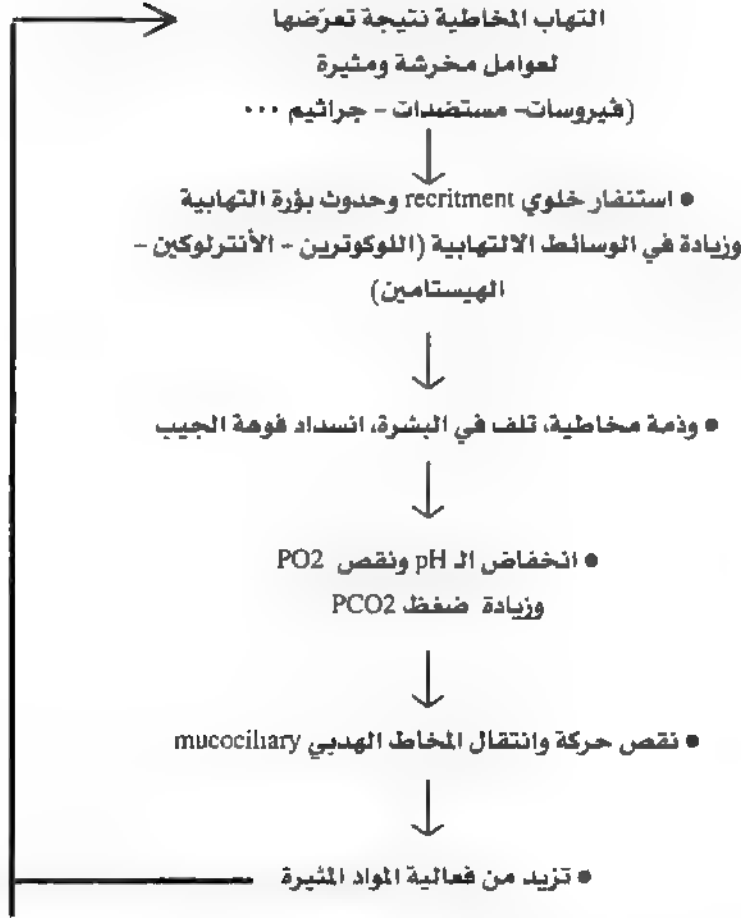 التهاب المخاطية نتيجة تعرّضها
لعوامل مخرشة ومثيرة
(فيروسات- مستضدات - جراثيم ...
● استنفار خلوي recritment وحدوث بؤرة التهابية
وزيادة في الوسائط الالتهابية (اللوكوترين - الأنترلوكين -
الهيستامين)
● وذمة مخاطية، تلف في البشرة، انسداد فوهة الجيب
● انخفاض الـ pH ونقص PO2
وزيادة ضغظ PCO2
● نقص حركة وانتقال المخاط الهدبي mucociliary
● تزيد من فعالية المواد المثيرة